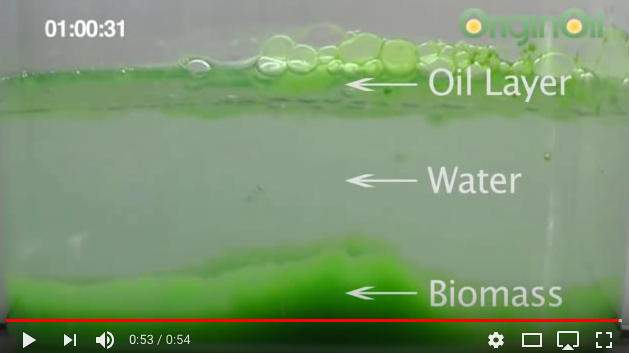 01:00:31
OriginOil
Oil Layer
Water
Biomass
0:53 / 0:54